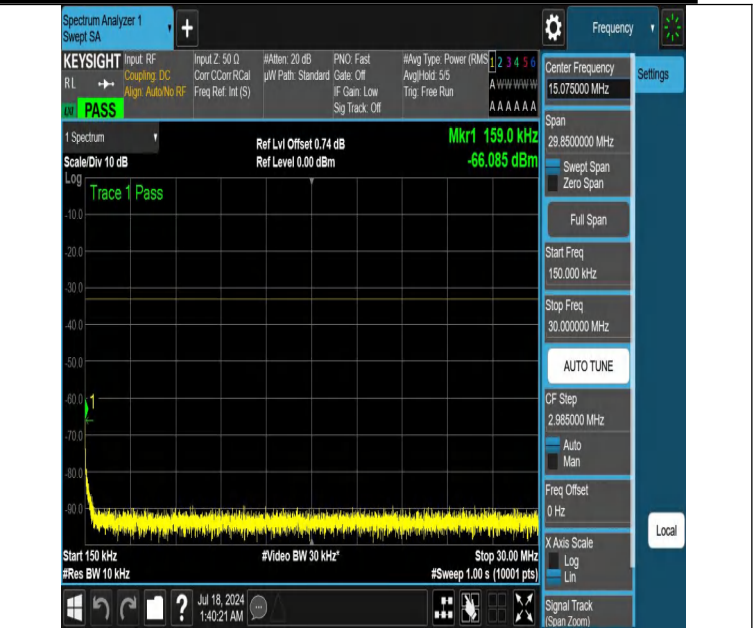 Spectrum Analyzer 1
Swept SA
Frequency
KEYSIGHT
RL
PASS
Input: RF
Coupling: DC
Align: Auto/No RF
Input Z: 50 Ω
Corr CCorr RCal
Freq Ref: Int (S)
#Atten: 20 dB
µW Path: Standard
PNO: Fast
Gate: Off
IF Gain: Low
Sig Track: Off
#Avg Type: Power (RMS
Avg|Hold: 5/5
Trig: Free Run
1 2 3 4 5 6
A W W W W W
A A A A A A
Center Frequency
15.075000 MHz
Settings
1 Spectrum
Scale/Div 10 dB
Ref Lvl Offset 0.74 dB
Ref Level 0.00 dBm
Mkr1 159.0 kHz
-66.085 dBm
Span
29.8500000 MHz
Swept Span
Zero Span
Full Span
Log
Trace 1 Pass
-10.0
-20.0
-30.0
-40.0
-50.0
-60.0
1
-70.0
-80.0
-90.0
Start Freq
150.000 kHz
Stop Freq
30.000000 MHz
AUTO TUNE
CF Step
2.985000 MHz
Auto
Man
Freq Offset
0 Hz
Local
X Axis Scale
Log
Lin
Signal Track
(Span Zoom)
Start 150 kHz
#Video BW 30 kHz*
Stop 30.00 MHz
#Res BW 10 kHz
#Sweep 1.00 s (10001 pts)
?
Jul 18, 2024
1:40:21 AM